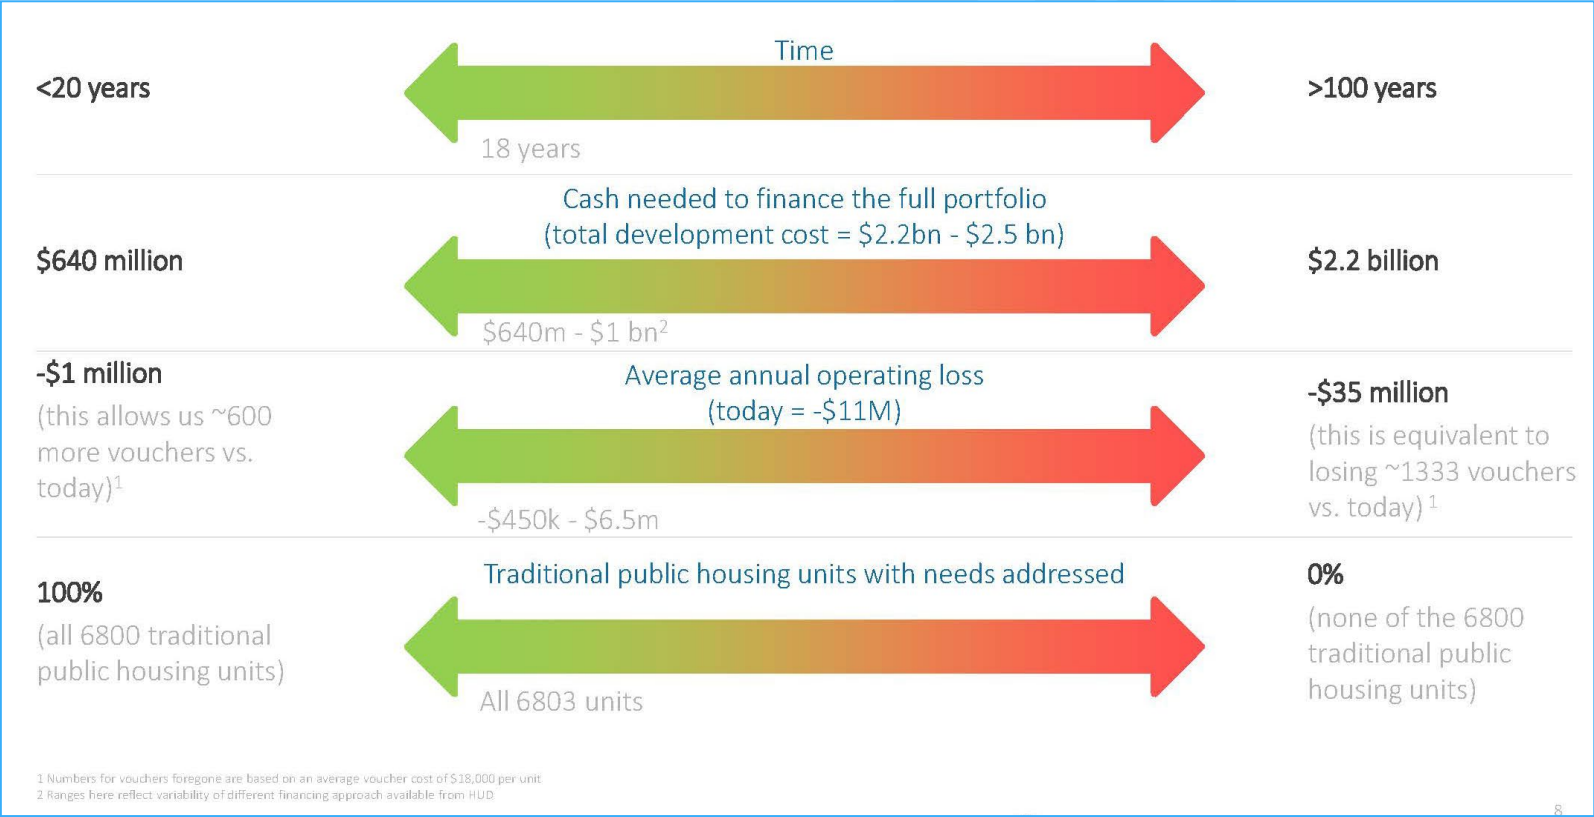 Time
<20 years
>100 years
18 years
Cash needed to finance the full portfolio
(total development cost = $2.2bn - $2.5 bn)
$640 million
$2.2 billion
$640m - $1 bn2
-$1 million
(this allows us ~600
more vouchers vs.
today)1
Average annual operating loss
(today = -$11M)
-$35 million
(this is equivalent to
losing ~1333 vouchers
vs. today) 1
-$450k - $6.5m
Traditional public housing units with needs addressed
100%
(all 6800 traditional
public housing units)
0%
(none of the 6800
traditional public
housing units)
All 6803 units
1 Numbers for vouchers foregone are based on an average voucher cost of $18,000 per unit
2 Ranges here reflect variability of different financing approach available from HUD
8